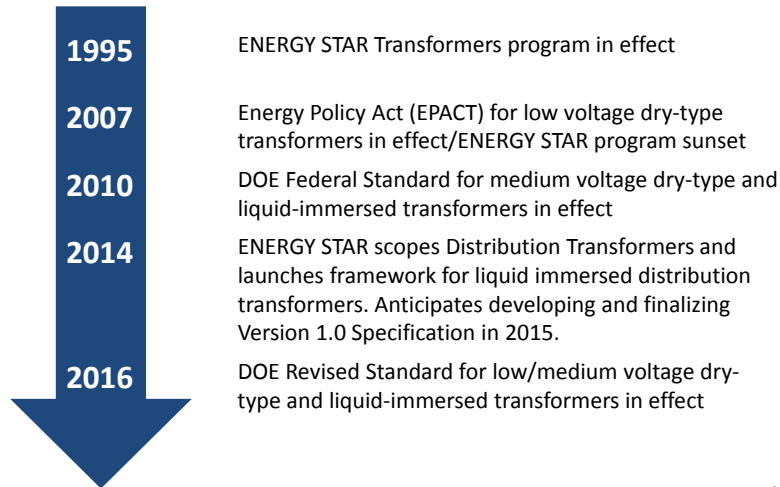 1995 ENERGY STAR Transformers program in effect
2007 Energy Policy Act (EPACT) for low voltage dry-type
transformers in effect/ENERGY STAR program sunset
2010 DOE Federal Standard for medium voltage dry-type and
liquid-immersed transformers in effect
2014 ENERGY STAR scopes Distribution Transformers and
launches framework for liquid immersed distribution
transformers. Anticipates developing and finalizing
Version 1.0 Specification in 2015.
2016 DOE Revised Standard for low/medium voltage dry-
type and liquid-immersed transformers in effect